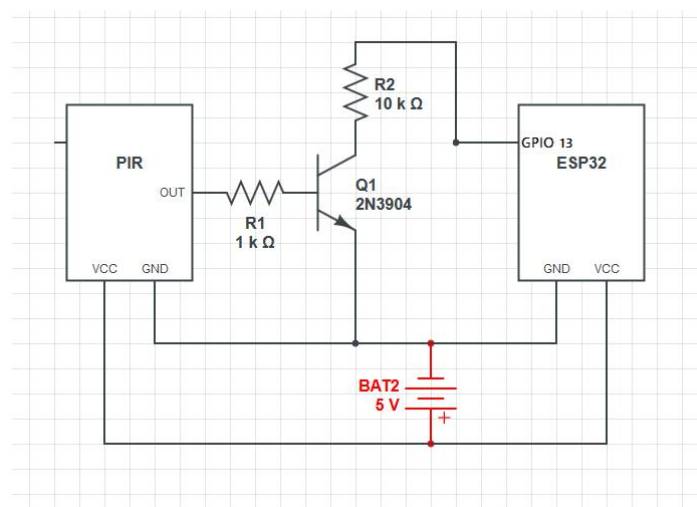 R2
10 k Ω
PIR
OUT
VCC GND
R1
1 k Ω
Q1
2N3904
GPIO 13
ESP32
GND VCC
BAT2
5 V
+